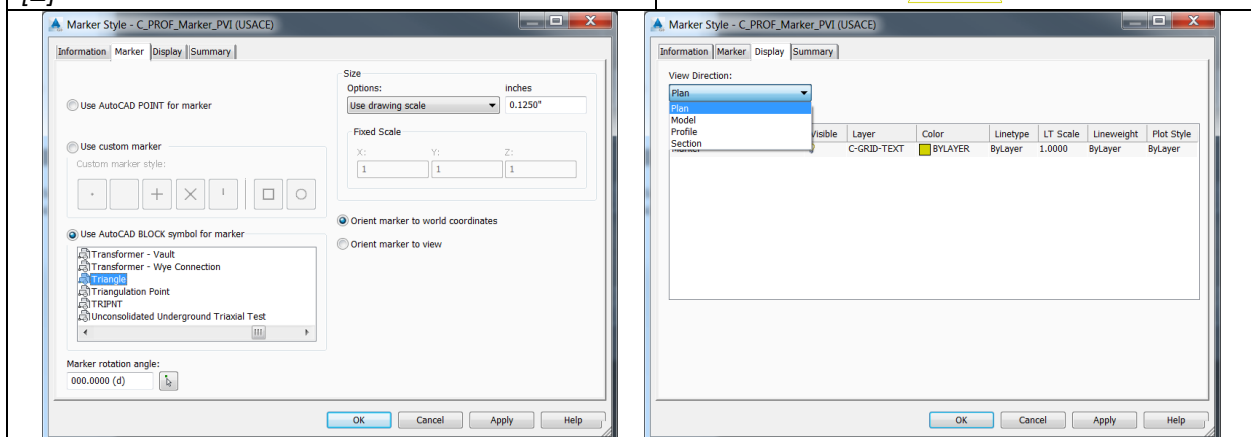 Marker Style - C_PROF_Marker_PVI (USACE)
Information Marker Display Summary
Use AutoCAD POINT for marker
Use custom marker
Custom marker style:
Use AutoCAD BLOCK symbol for marker
Transformer - Vault
Transformer - Wye Connection
Triangle
Triangulation Point
TRIPNT
Unconsolidated Underground Triaxial Test
Marker rotation angle:
000.0000 (d)
Size
Options: inches
Use drawing scale 0.1250"
Fixed Scale
X: Y: Z:
1 1 1
Orient marker to world coordinates
Orient marker to view
OK Cancel Apply Help
Marker Style - C_PROF_Marker_PVI (USACE)
Information Marker Display Summary
View Direction:
Plan
Plan
Model
Profile
Section
Visible Layer Color Linetype LT Scale Lineweight Plot Style
C-GRID-TEXT BYLAYER ByLayer 1.0000 ByLayer ByLayer
OK Cancel Apply Help